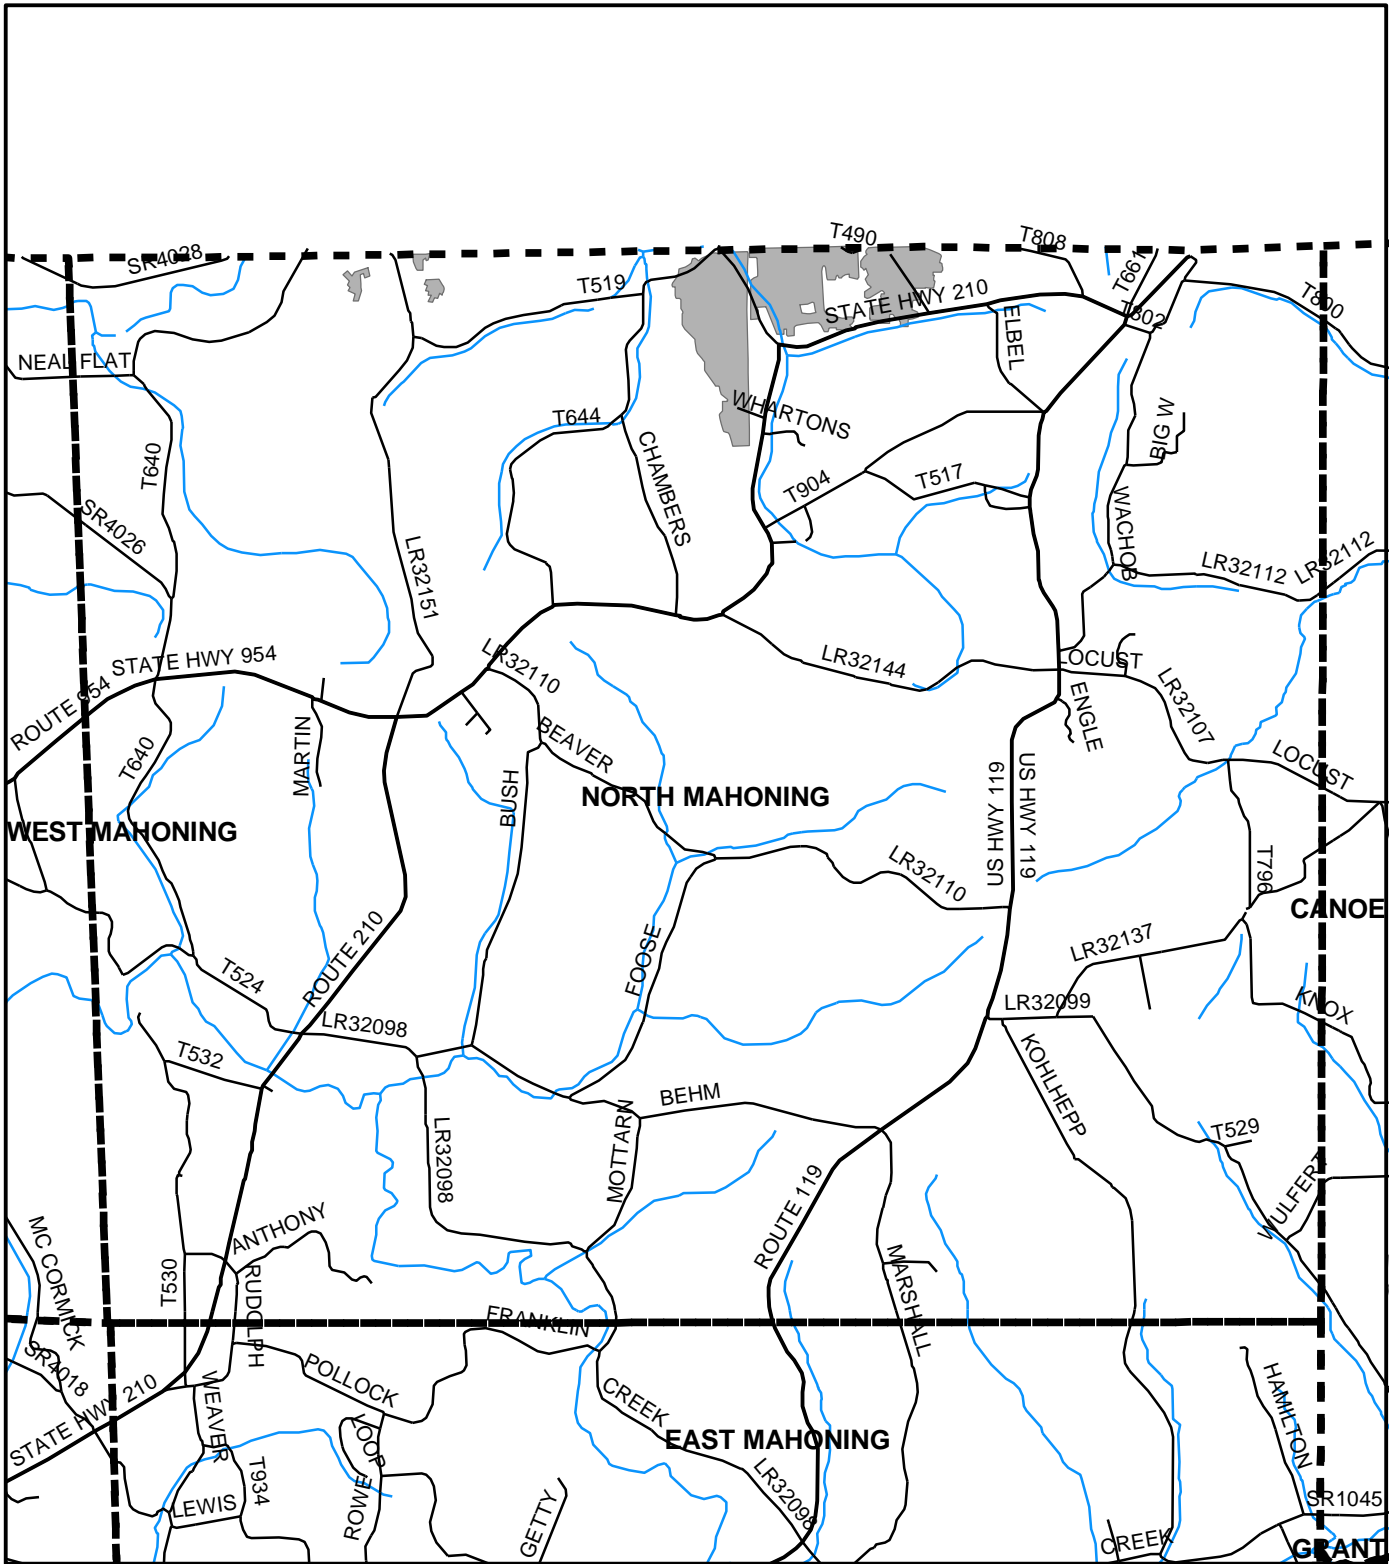 T490
T808
SR4028
T661
T519
STATE HWY 210
T800
T802
ELBEL
NEAL FLAT
WHARTONS
T644
BIG W
CHAMBERS
T640
T517
T904
WACHOB
SR4026
LR32151
LR32112
LR32112
STATE HWY 954
LR32110
LR32144
LOCUST
ROUTE 954
LR32107
ENGLE
T640
MARTIN
BEAVER
LOCUST
BUSH
NORTH MAHONING
US HWY 119
US HWY 119
WEST MAHONING
LR32110
T796
CANOE
ROUTE 210
FOOSE
LR32137
T524
LR32099
KNOX
LR32098
T532
KOHLHEPP
BEHM
MOTTARN
LR32098
T529
ROUTE 119
WULFERT
ANTHONY
MC CORMICK
T530
RUDOLPH
MARSHALL
FRANKLIN
SR4018
POLLOCK
STATE HWY 210
WEAVER
CREEK
HAMILTON
LOOP
EAST MAHONING
T934
LR32098
ROWE
GETTY
LEWIS
SR1045
CREEK
GRANT